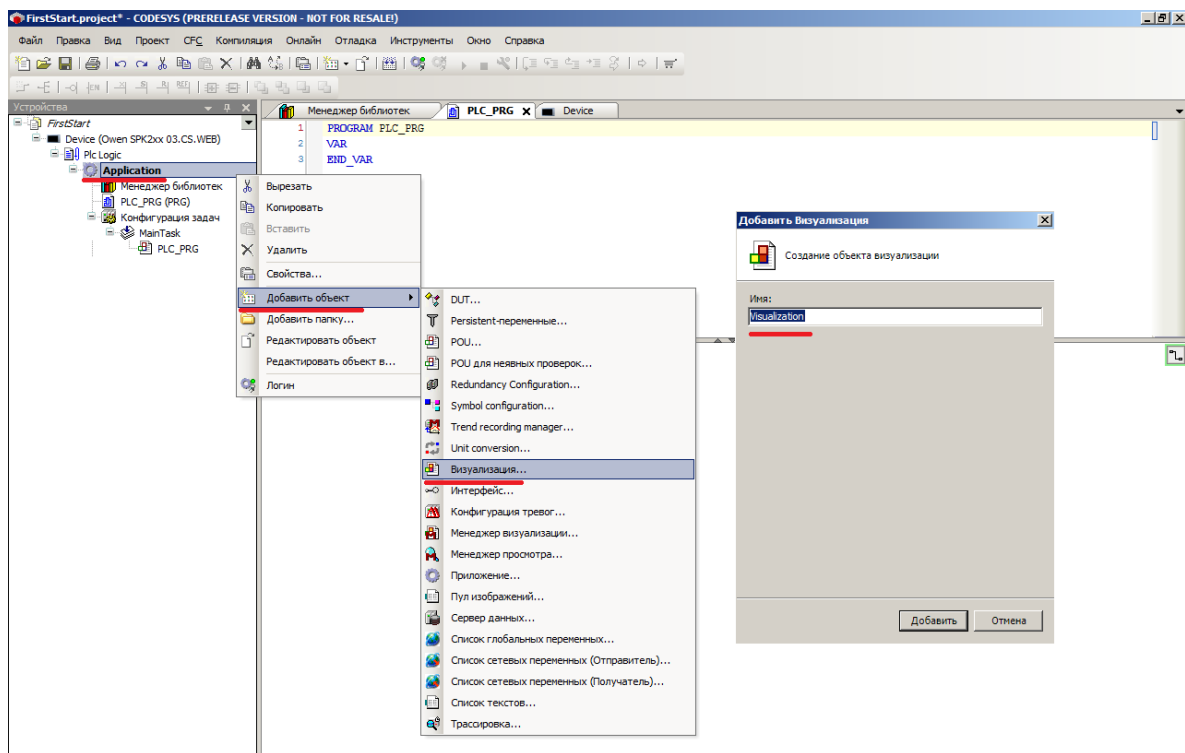 FirstStart.project* - CODESYS (PRERELEASE VERSION - NOT FOR RESALE!)
Файл Правка Вид Проект CFC Компиляция Онлайн Отладка Инструменты Окно Справка
Устройства
FirstStart
Device (Owen SPK2xx 03.CS.WEB)
Plc Logic
Application
Менеджер библиотек
PLC_PRG (PRG)
Конфигурация задач
MainTask
PLC_PRG
Менеджер библиотек PLC_PRG Device
1 PROGRAM PLC_PRG
2 VAR
3 END_VAR
Вырезать
Копировать
Вставить
Удалить
Свойства...
Добавить объект
Добавить папку...
Редактировать объект
Редактировать объект в...
Логин
DUT...
Persistent-переменные...
POU...
POU для неявных проверок...
Redundancy Configuration...
Symbol configuration...
Trend recording manager...
Unit conversion...
Визуализация...
Интерфейс...
Конфигурация тревог...
Менеджер визуализации...
Менеджер просмотра...
Приложение...
Пул изображений...
Сервер данных...
Список глобальных переменных...
Список сетевых переменных (Отправитель)...
Список сетевых переменных (Получатель)...
Список текстов...
Трассировка...
Добавить Визуализация
Создание объекта визуализации
Имя:
Visualization
Добавить Отмена